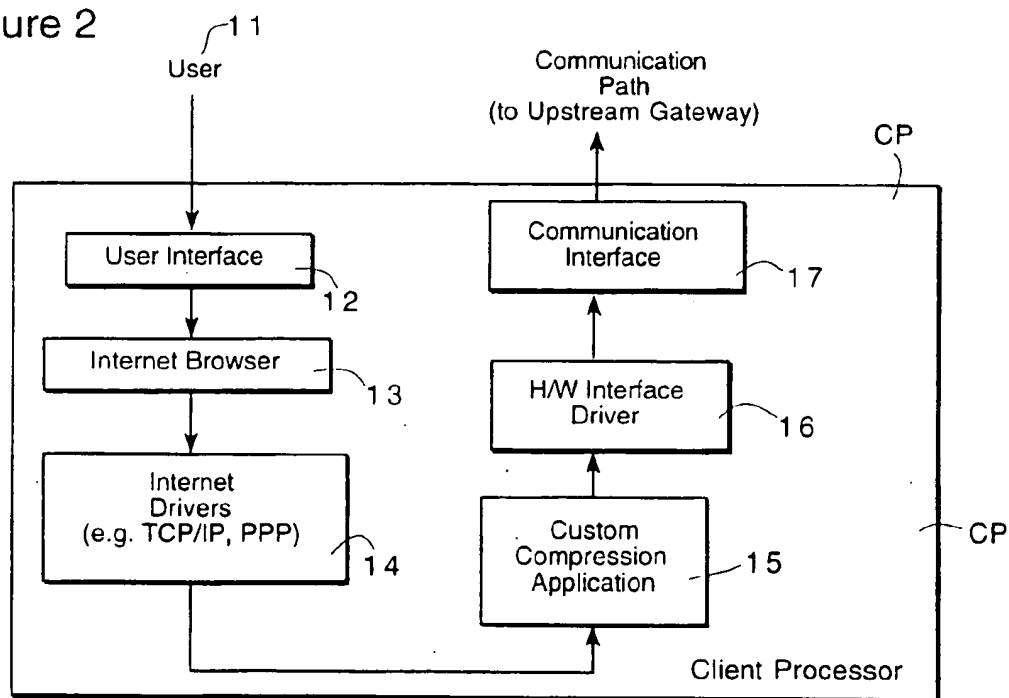 ure 2
11
User
Communication
Path
(to Upstream Gateway)
CP
User Interface
12
Internet Browser
13
Internet
Drivers
(e.g. TCP/IP, PPP)
14
Communication
Interface
17
H/W Interface
Driver
16
Custom
Compression
Application
15
CP
Client Processor